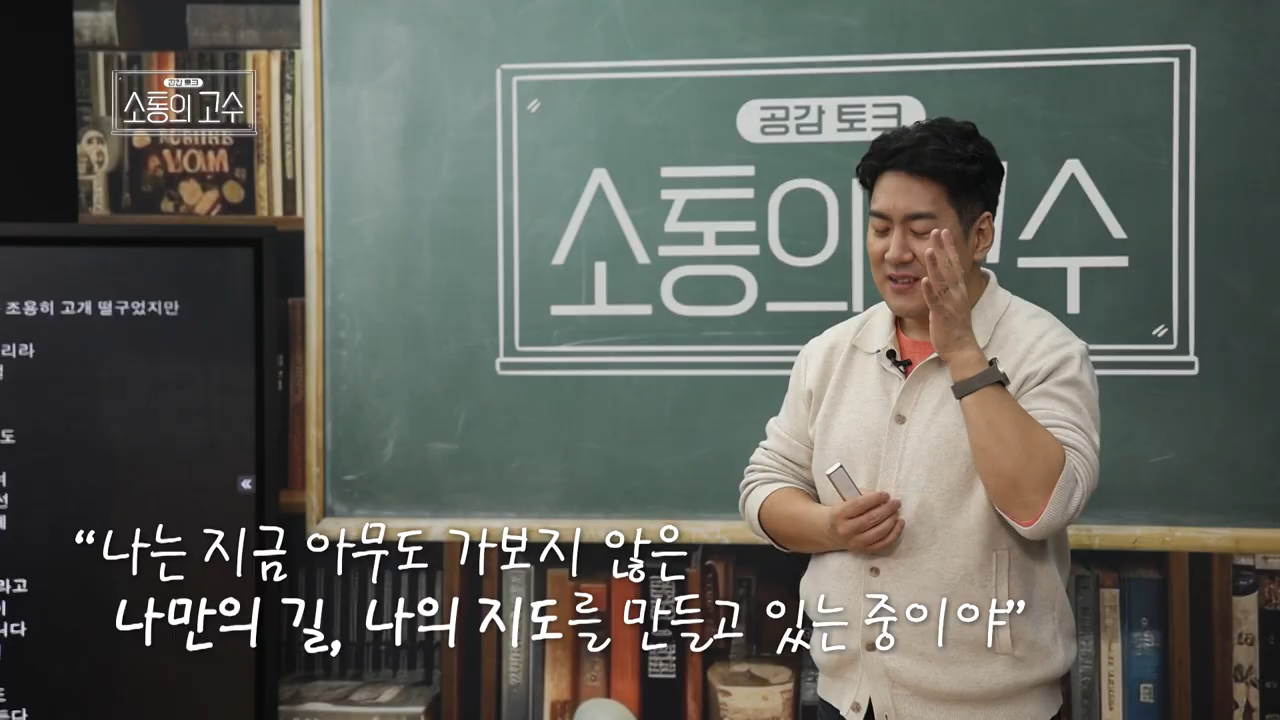 공감 토크
소통의 고수
공감 토크
소통의 수
조용히 고개 떨구었지만
리라
도
선
라고
니다
“나는 지금 아무도 가보지 않은
나만의 길, 나의 지도를 만들고 있는 중이야”